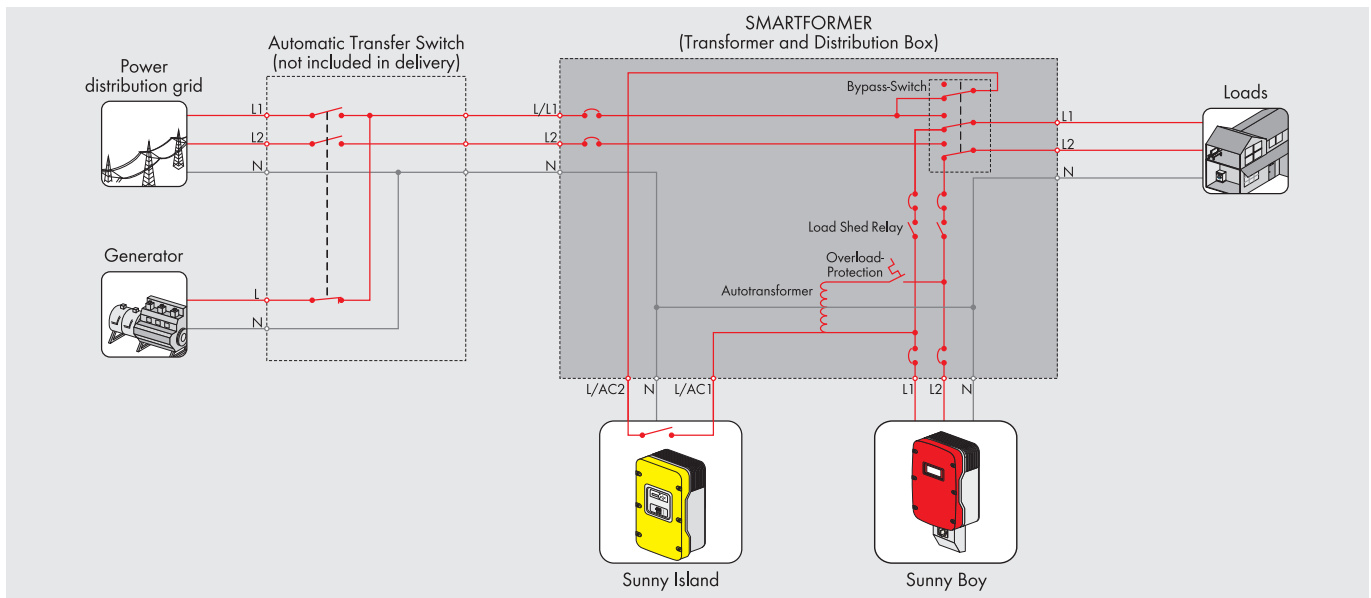 SMARTFORMER
(Transformer and Distribution Box)
Automatic Transfer Switch
(not included in delivery)
Power
distribution grid
Bypass-Switch
Loads
L1
L/L1
L1
L2
L2
L2
N
N
N
Load Shed Relay
Generator
Overload-
Protection
Autotransformer
L
N
L/AC2
N
L/AC1
L1
L2
N
Sunny Island
Sunny Boy